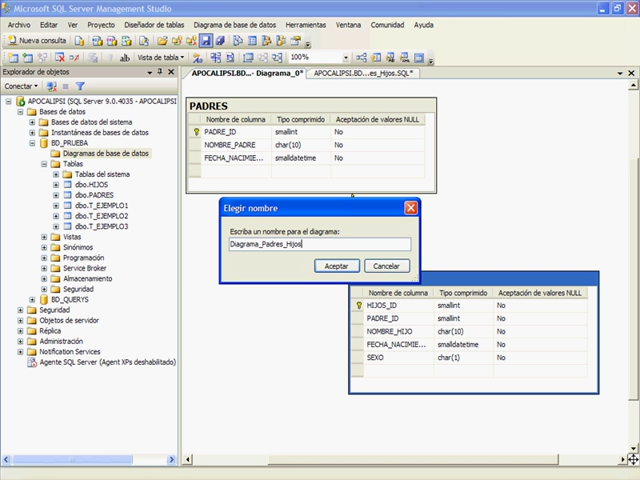 Microsoft SQL Server Management Studio
Archivo Editar Ver Proyecto Diseñador de tablas Diagrama de base de datos Herramientas Ventana Comunidad Ayuda
Nueva consulta
ab Vista de tabla 100%
Explorador de objetos
Conectar
APOCALIPSI (SQL Server 9.0.4035 - APOCALIPSI
Bases de datos
Bases de datos del sistema
Instantáneas de bases de datos
BD_PRUEBA
Diagramas de base de datos
Tablas
Tablas del sistema
dbo.HIJOS
dbo.PADRES
dbo.T_EJEMPLO1
dbo.T_EJEMPLO2
dbo.T_EJEMPLO3
Vistas
Sinónimos
Programación
Service Broker
Almacenamiento
Seguridad
BD_QUERYS
Seguridad
Objetos de servidor
Réplica
Administración
Notification Services
Agente SQL Server (Agent XPs deshabilitado)
APOCALIPSI.BD...- Diagrama_0* APOCALIPSI.BD...es_Hijos.SQL*
PADRES
Nombre de columna Tipo comprimido Aceptación de valores NULL
PADRE_ID smallint No
NOMBRE_PADRE char(10) No
FECHA_NACIMIE... smalldatetime No
Elegir nombre
Escriba un nombre para el diagrama:
Diagrama_Padres_Hijos
Aceptar Cancelar
Nombre de columna Tipo comprimido Aceptación de valores NULL
HIJOS_ID smallint No
PADRE_ID smallint No
NOMBRE_HIJO char(10) No
FECHA_NACIMIE... smalldatetime No
SEXO char(1) No